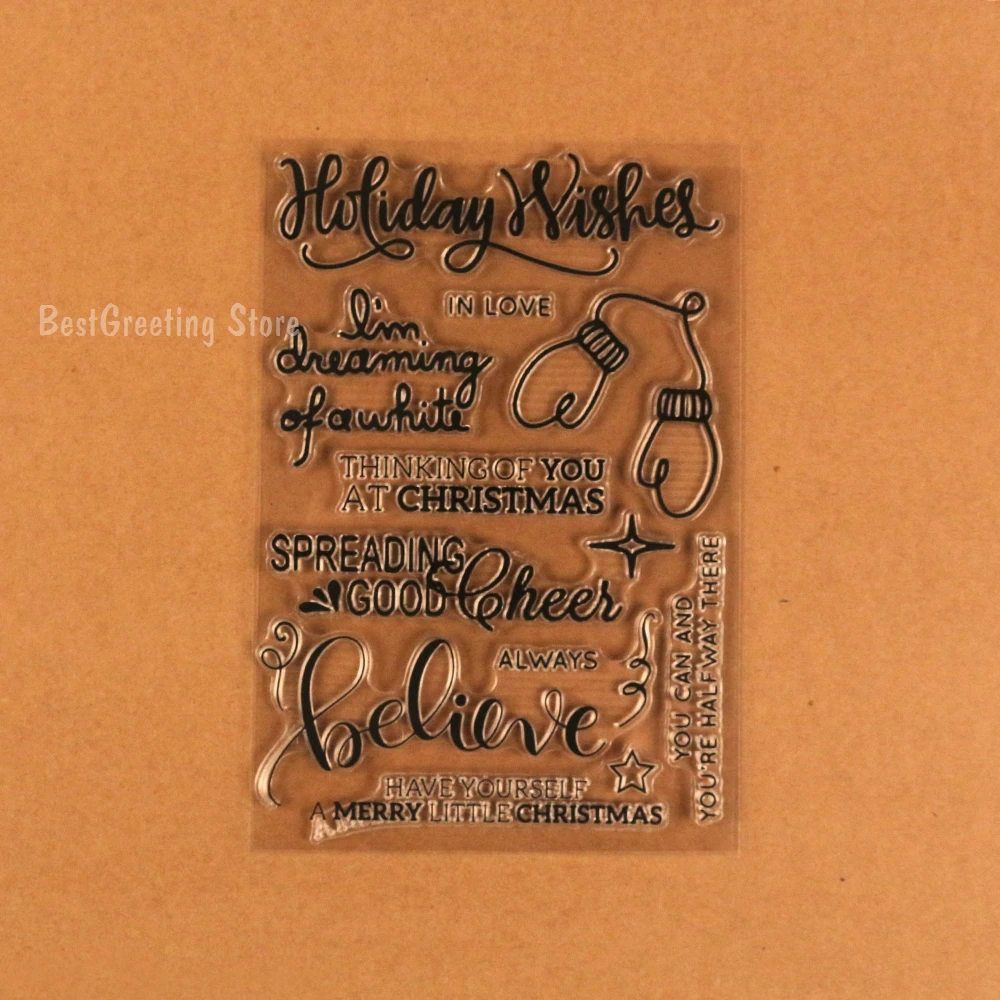 Holiday Wishes
IN LOVE
BestGreeting Store
I'm
dreaming
of a white
THINKING OF YOU
AT CHRISTMAS
SPREADING
GOOD Cheer
ALWAYS
believe
YOU CAN AND
YOU'RE HALFWAY THERE
HAVE YOURSELF
A MERRY LITTLE CHRISTMAS